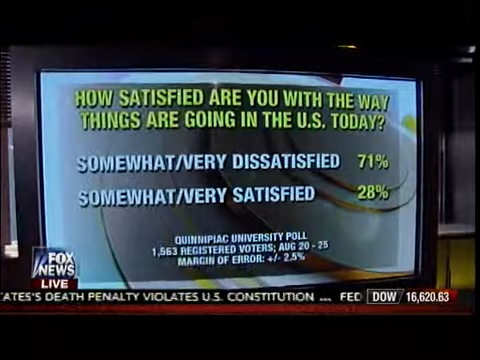 HOW SATISFIED ARE YOU WITH THE WAY
THINGS ARE GOING IN THE U.S. TODAY?
SOMEWHAT/VERY DISSATISFIED 71%
SOMEWHAT/VERY SATISFIED 28%
QUINNIPIAC UNIVERSITY POLL
1,563 REGISTERED VOTERS; AUG 20 - 25
MARGIN OF ERROR: +/- 2.5%
FOX
NEWS
LIVE
CATES'S DEATH PENALTY VIOLATES U.S. CONSTITUTION ... FED
DOW 16,620.63